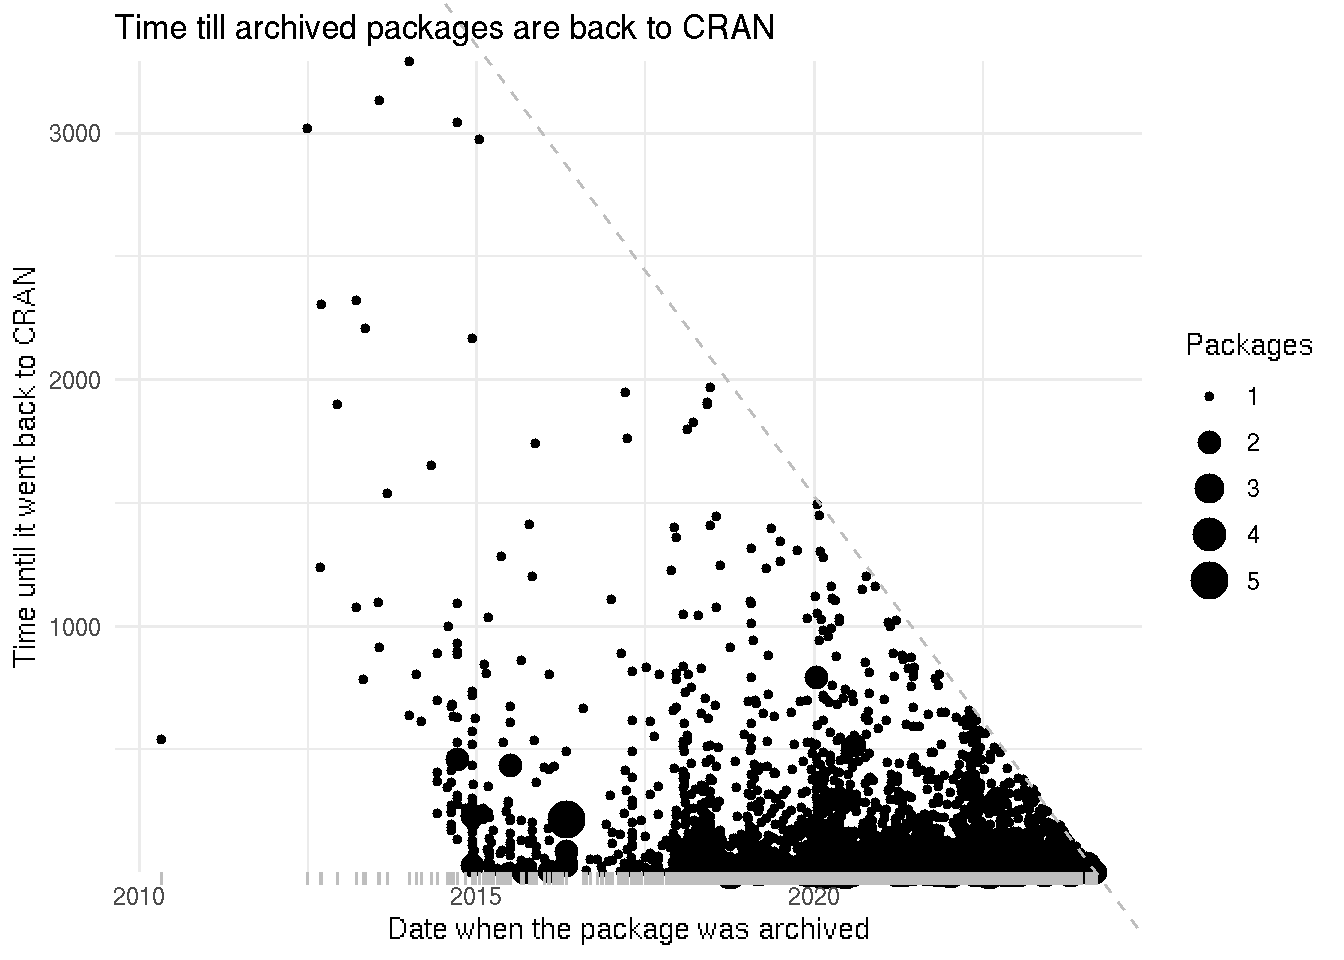 Time till archived packages are back to CRAN
3000
2000
1000
Time until it went back to CRAN
2010
2015
2020
Date when the package was archived
Packages
1
2
3
4
5